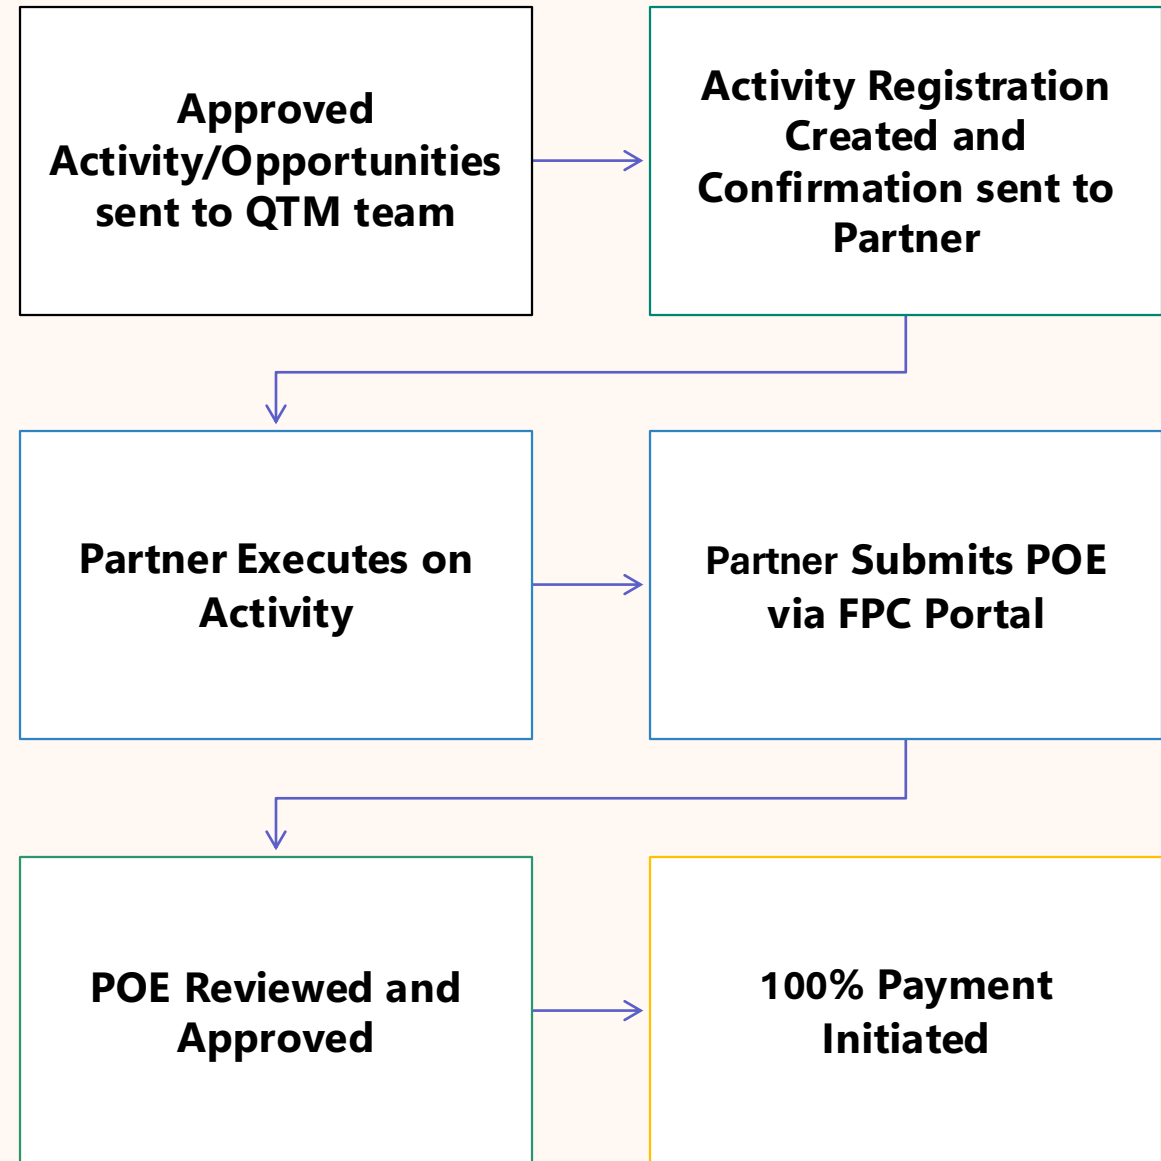 Approved
Activity/Opportunities
sent to QTM team
Activity Registration
Created and
Confirmation sent to
Partner
Partner Executes on
Activity
Partner Submits POE
via FPC Portal
POE Reviewed and
Approved
100% Payment
Initiated